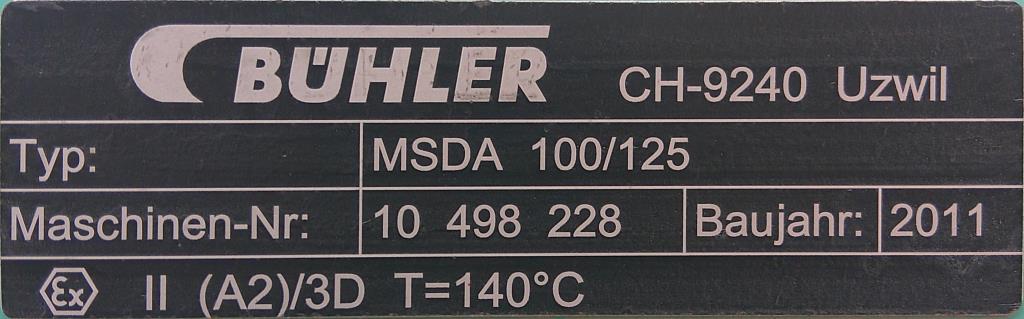 BÜHLER CH-9240 Uzwil
Typ: MSDA 100/125
Maschinen-Nr: 10 498 228 Baujahr: 2011
Ex II (A2)/3D T=140°C